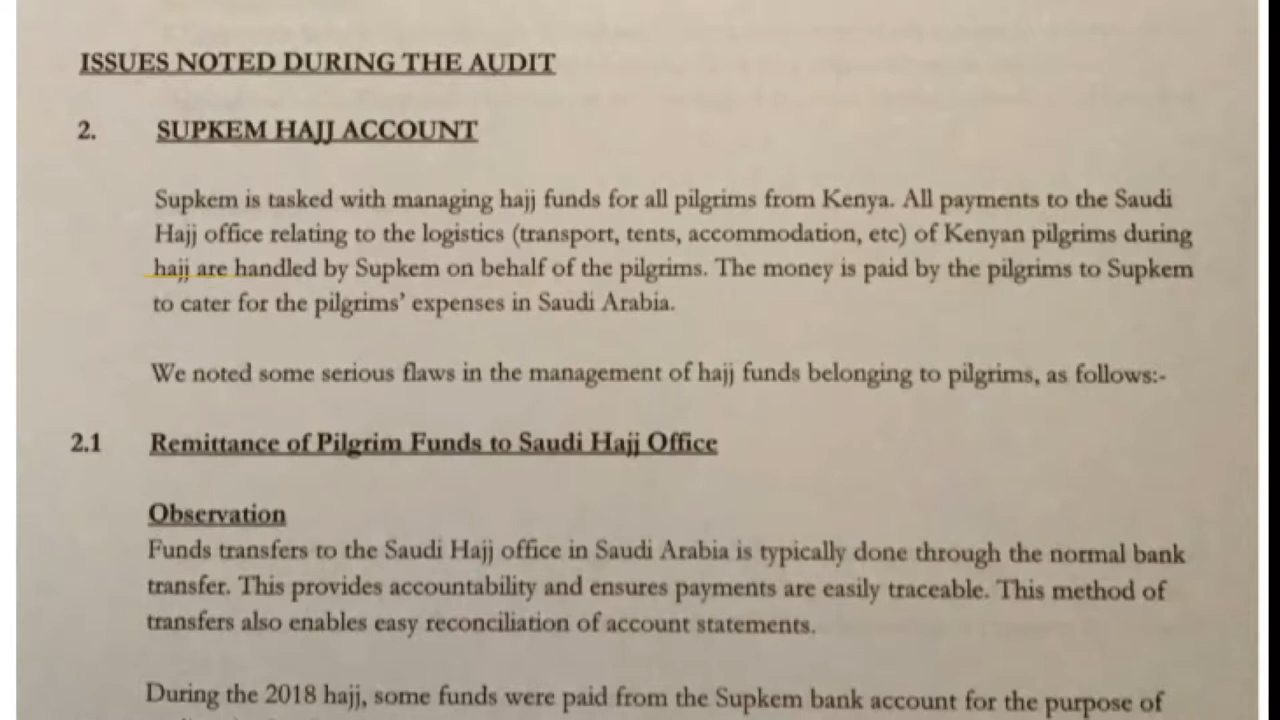 ISSUES NOTED DURING THE AUDIT
2. SUPKEM HAJJ ACCOUNT
Supkem is tasked with managing hajj funds for all pilgrims from Kenya. All payments to the Saudi
Hajj office relating to the logistics (transport, tents, accommodation, etc) of Kenyan pilgrims during
hajj are handled by Supkem on behalf of the pilgrims. The money is paid by the pilgrims to Supkem
to cater for the pilgrims' expenses in Saudi Arabia.
We noted some serious flaws in the management of hajj funds belonging to pilgrims, as follows:-
2.1 Remittance of Pilgrim Funds to Saudi Hajj Office
Observation
Funds transfers to the Saudi Hajj office in Saudi Arabia is typically done through the normal bank
transfer. This provides accountability and ensures payments are easily traceable. This method of
transfers also enables easy reconciliation of account statements.
During the 2018 hajj, some funds were paid from the Supkem bank account for the purpose of